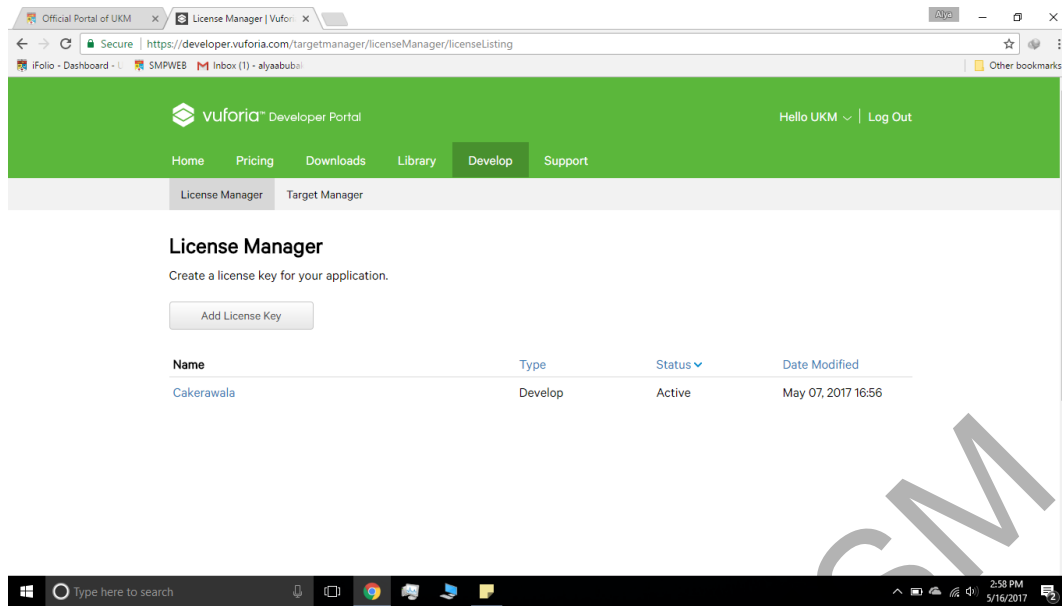 Official Portal of UKM
License Manager | Vufori
Alya
Secure | https://developer.vuforia.com/targetmanager/licenseManager/licenseListing
iFolio - Dashboard - U
SMPWEB
Inbox (1) - alyaabubak
Other bookmarks
vuforia™ Developer Portal
Hello UKM
Log Out
Home
Pricing
Downloads
Library
Develop
Support
License Manager
Target Manager
License Manager
Create a license key for your application.
Add License Key
Name Type Status Date Modified
Cakerawala Develop Active May 07, 2017 16:56
SM
Type here to search
2:58 PM
5/16/2017
2